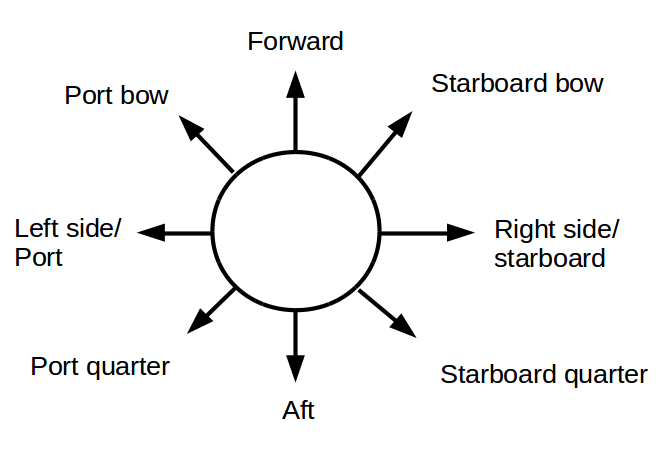 Forward
Port bow
Starboard bow
Left side/
Port
Right side/
starboard
Port quarter
Starboard quarter
Aft